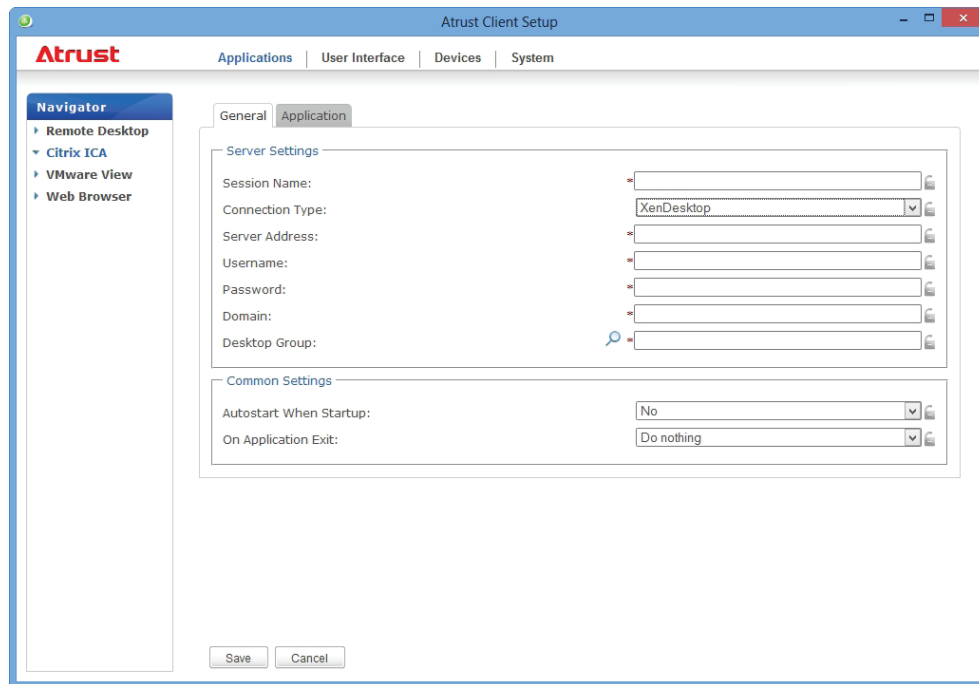 Atrust Client Setup
Atrust
Applications | User Interface | Devices | System
Navigator
Remote Desktop
Citrix ICA
VMware View
Web Browser
General Application
Server Settings
Session Name: *
Connection Type: XenDesktop
Server Address: *
Username: *
Password: *
Domain: *
Desktop Group: *
Common Settings
Autostart When Startup: No
On Application Exit: Do nothing
Save Cancel